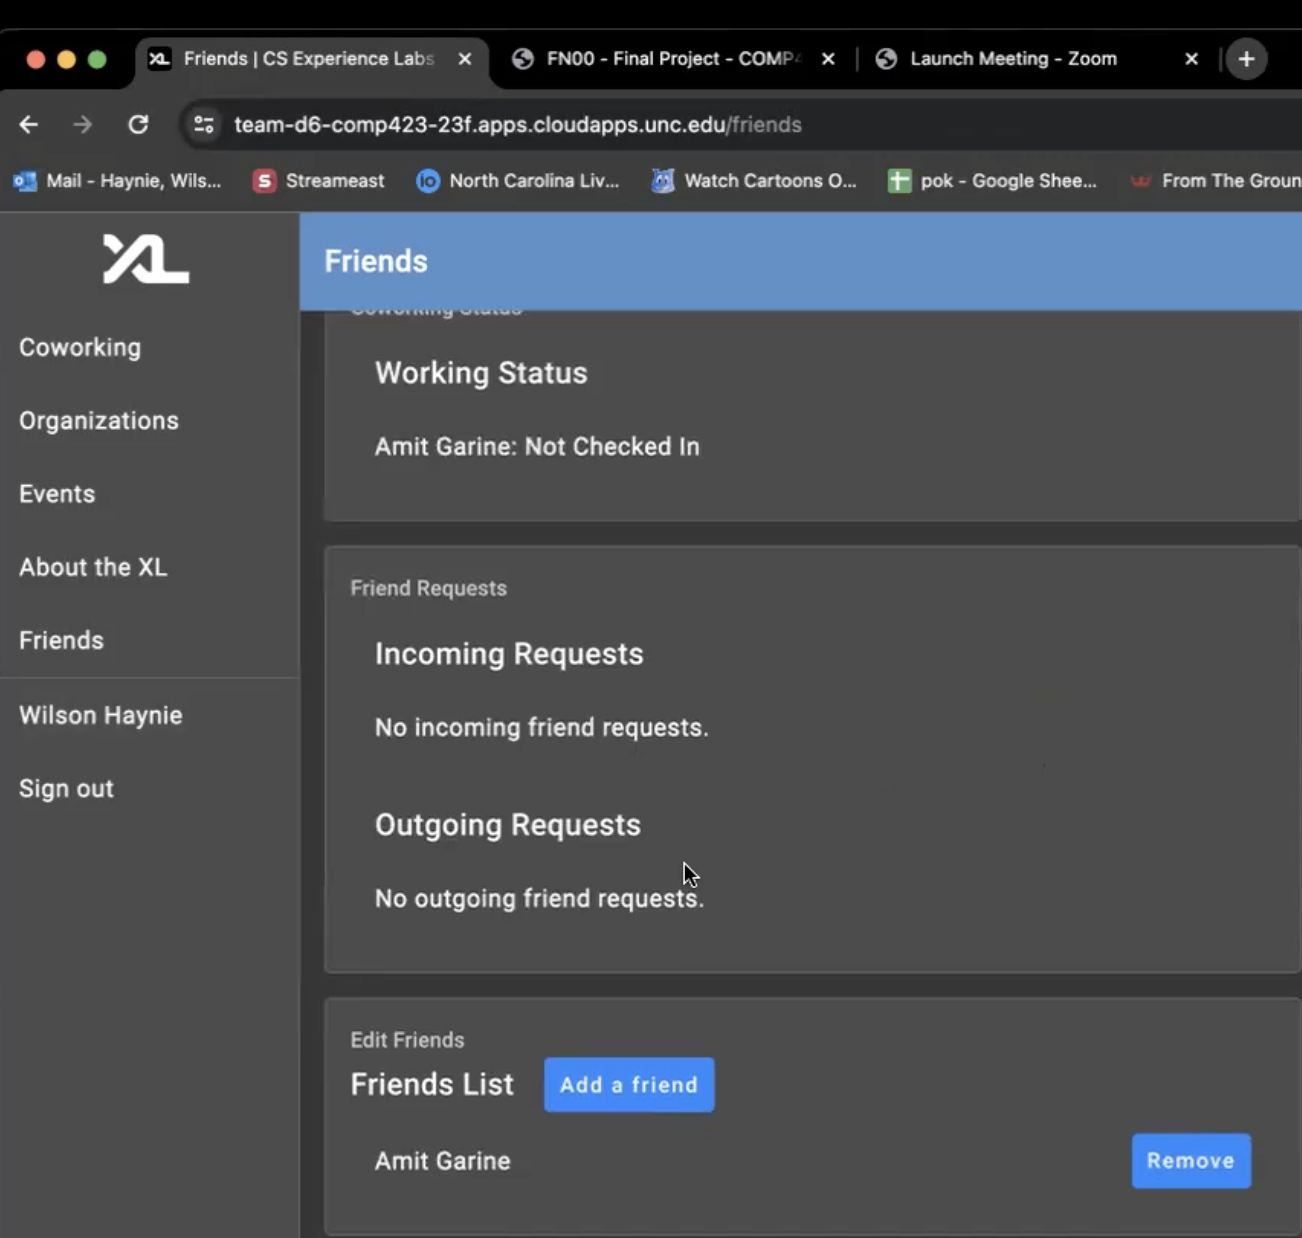 Friends | CS Experience Labs
FN00 - Final Project - COMP4
Launch Meeting - Zoom
team-d6-comp423-23f.apps.cloudapps.unc.edu/friends
Mail - Haynie, Wils...
S Streameast
io North Carolina Liv...
Watch Cartoons O...
pok - Google Shee...
From The Groun
XL
Friends
Coworking Status
Coworking
Working Status
Organizations
Amit Garine: Not Checked In
Events
About the XL
Friend Requests
Friends
Incoming Requests
Wilson Haynie
No incoming friend requests.
Sign out
Outgoing Requests
No outgoing friend requests.
Edit Friends
Friends List
Add a friend
Amit Garine
Remove